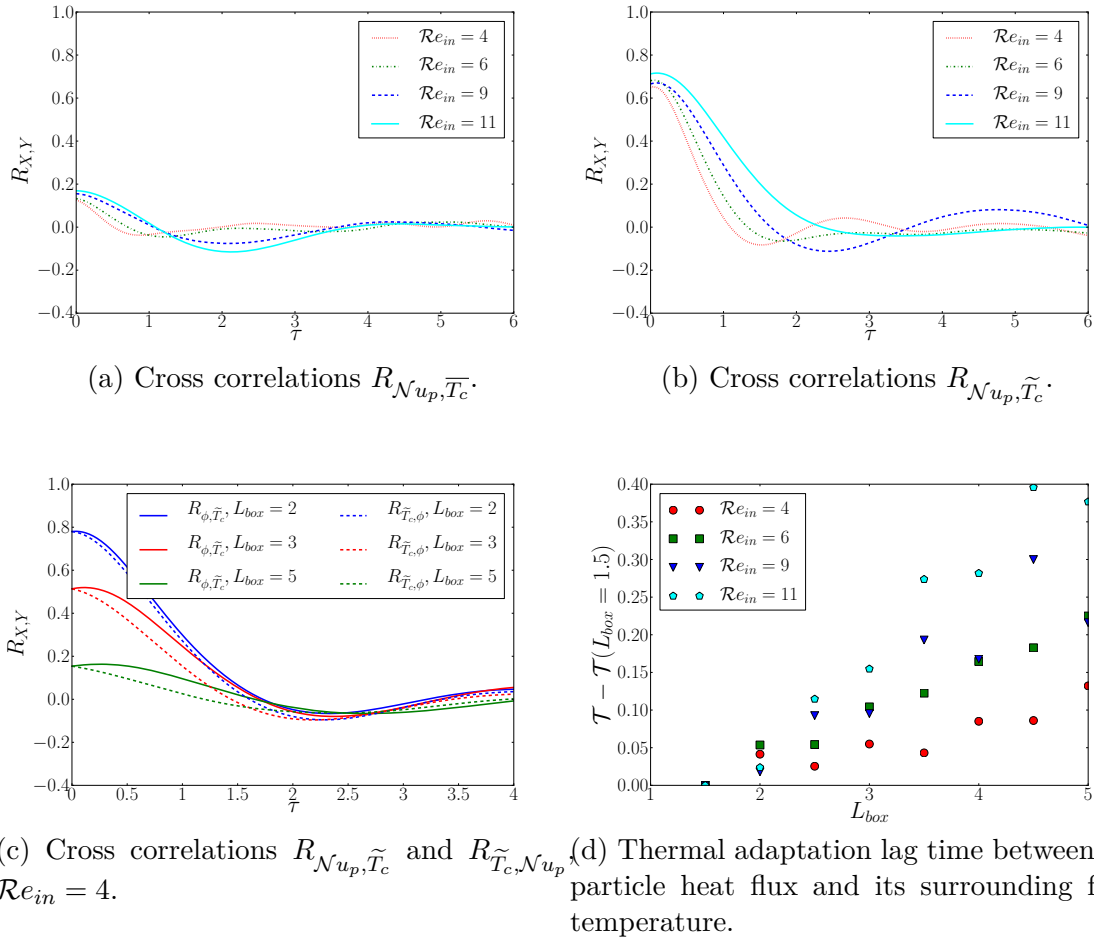 1.0
0.8
0.6
0.4
0.2
0.0
−0.2
−0.4
0 1 2 3 4 5 6
R_{X,Y}
τ
𝓡e_{in} = 4
𝓡e_{in} = 6
𝓡e_{in} = 9
𝓡e_{in} = 11
(a) Cross correlations R_{𝒩u_p, \overline{T_c}}.
1.0
0.8
0.6
0.4
0.2
0.0
−0.2
−0.4
0 1 2 3 4 5 6
R_{X,Y}
τ
𝓡e_{in} = 4
𝓡e_{in} = 6
𝓡e_{in} = 9
𝓡e_{in} = 11
(b) Cross correlations R_{𝒩u_p, \widetilde{T_c}}.
1.0
0.8
0.6
0.4
0.2
0.0
−0.2
−0.4
0 0.5 1 1.5 2 2.5 3 3.5 4
R_{X,Y}
τ
R_{ϕ,\widetilde{T}_c}, L_{box} = 2 R_{\widetilde{T}_c,ϕ}, L_{box} = 2
R_{ϕ,\widetilde{T}_c}, L_{box} = 3 R_{\widetilde{T}_c,ϕ}, L_{box} = 3
R_{ϕ,\widetilde{T}_c}, L_{box} = 5 R_{\widetilde{T}_c,ϕ}, L_{box} = 5
(c) Cross correlations R_{𝒩u_p, \widetilde{T_c}} and R_{\widetilde{T_c}, 𝒩u_p},
𝓡e_{in} = 4.
0.40
0.35
0.30
0.25
0.20
0.15
0.10
0.05
0.00
1 2 3 4 5
𝒯 − 𝒯(L_{box} = 1.5)
L_{box}
𝓡e_{in} = 4
𝓡e_{in} = 6
𝓡e_{in} = 9
𝓡e_{in} = 11
(d) Thermal adaptation lag time between
particle heat flux and its surrounding f
temperature.